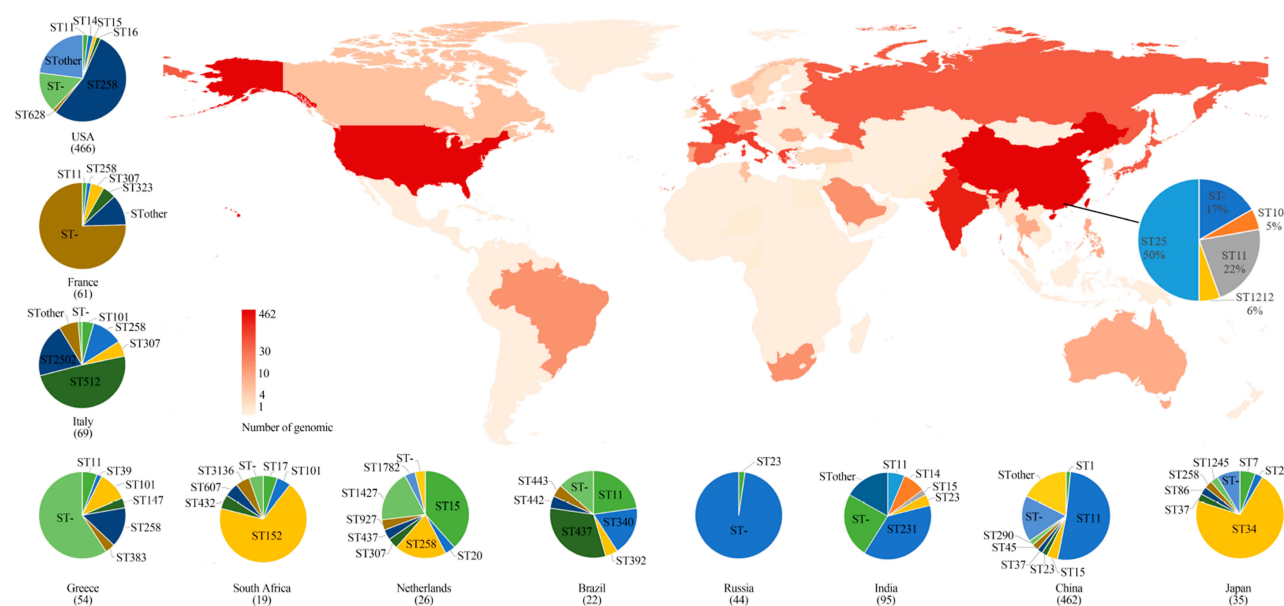 ST11
ST14
ST15
ST16
STother
ST258
ST-
ST628
USA
(466)
ST11
ST258
ST307
ST323
STother
ST-
France
(61)
STother
ST-
ST101
ST258
ST307
ST2502
ST512
Italy
(69)
462
30
10
4
1
Number of genomic
ST-
17%
ST10
5%
ST25
50%
ST11
22%
ST1212
6%
ST11
ST39
ST101
ST147
ST-
ST258
ST383
Greece
(54)
ST3136
ST-
ST17
ST101
ST607
ST432
ST152
South Africa
(19)
ST-
ST1782
ST1427
ST15
ST927
ST437
ST307
ST258
ST20
Netherlands
(26)
ST443
ST-
ST11
ST442
ST340
ST437
ST392
Brazil
(22)
ST23
ST-
Russia
(44)
STother
ST11
ST14
ST15
ST23
ST-
ST231
India
(95)
STother
ST1
ST-
ST11
ST290
ST45
ST37
ST23
ST15
China
(462)
ST1245
ST7
ST2
ST258
ST-
ST86
ST37
ST34
Japan
(35)